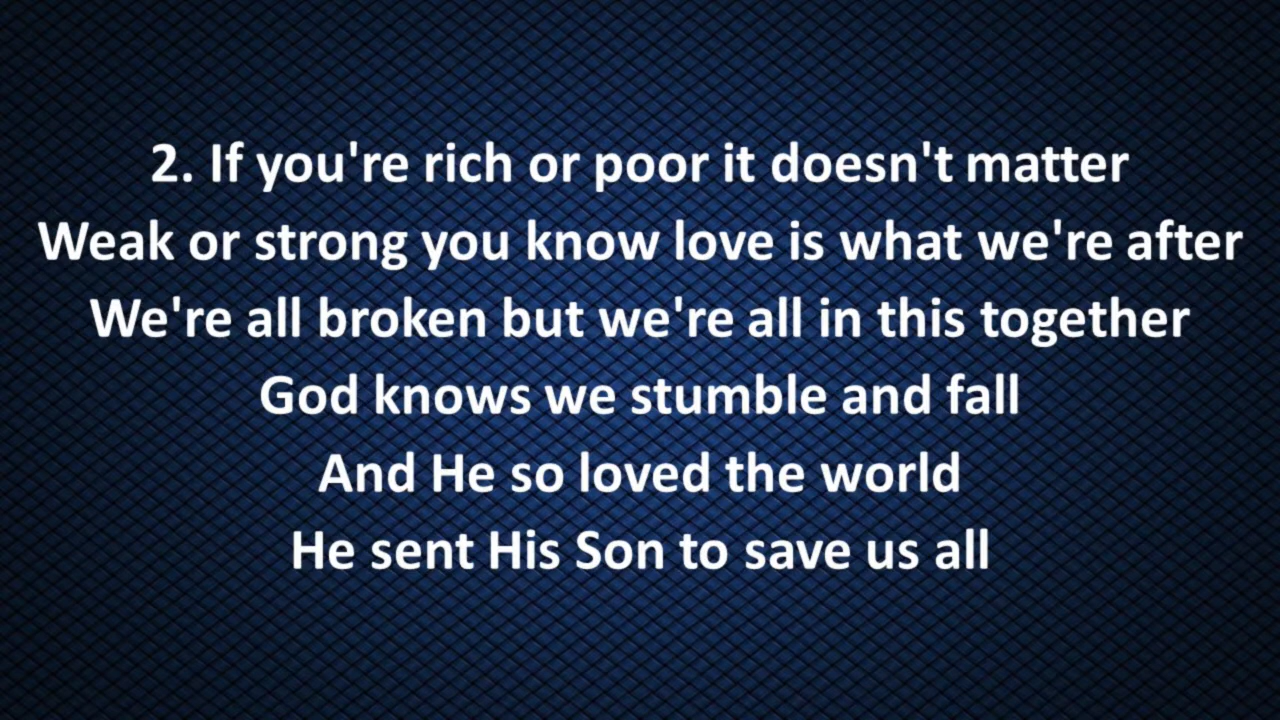 2. If you're rich or poor it doesn't matter
Weak or strong you know love is what we're after
We're all broken but we're all in this together
God knows we stumble and fall
And He so loved the world
He sent His Son to save us all